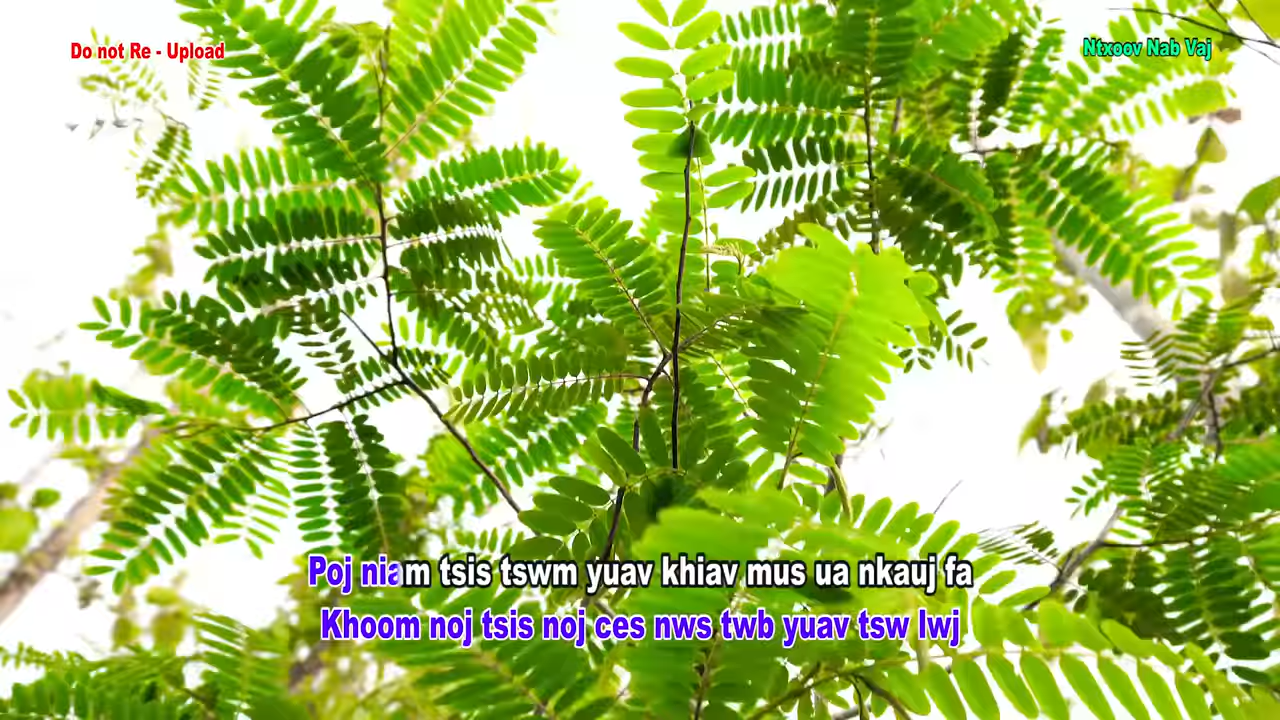 Do not Re - Upload
Ntxoov Nab Vaj
Poj niam tsis tswm yuav khiav mus ua nkauj fa
Khoom noj tsis noj ces nws twb yuav tsw lwj